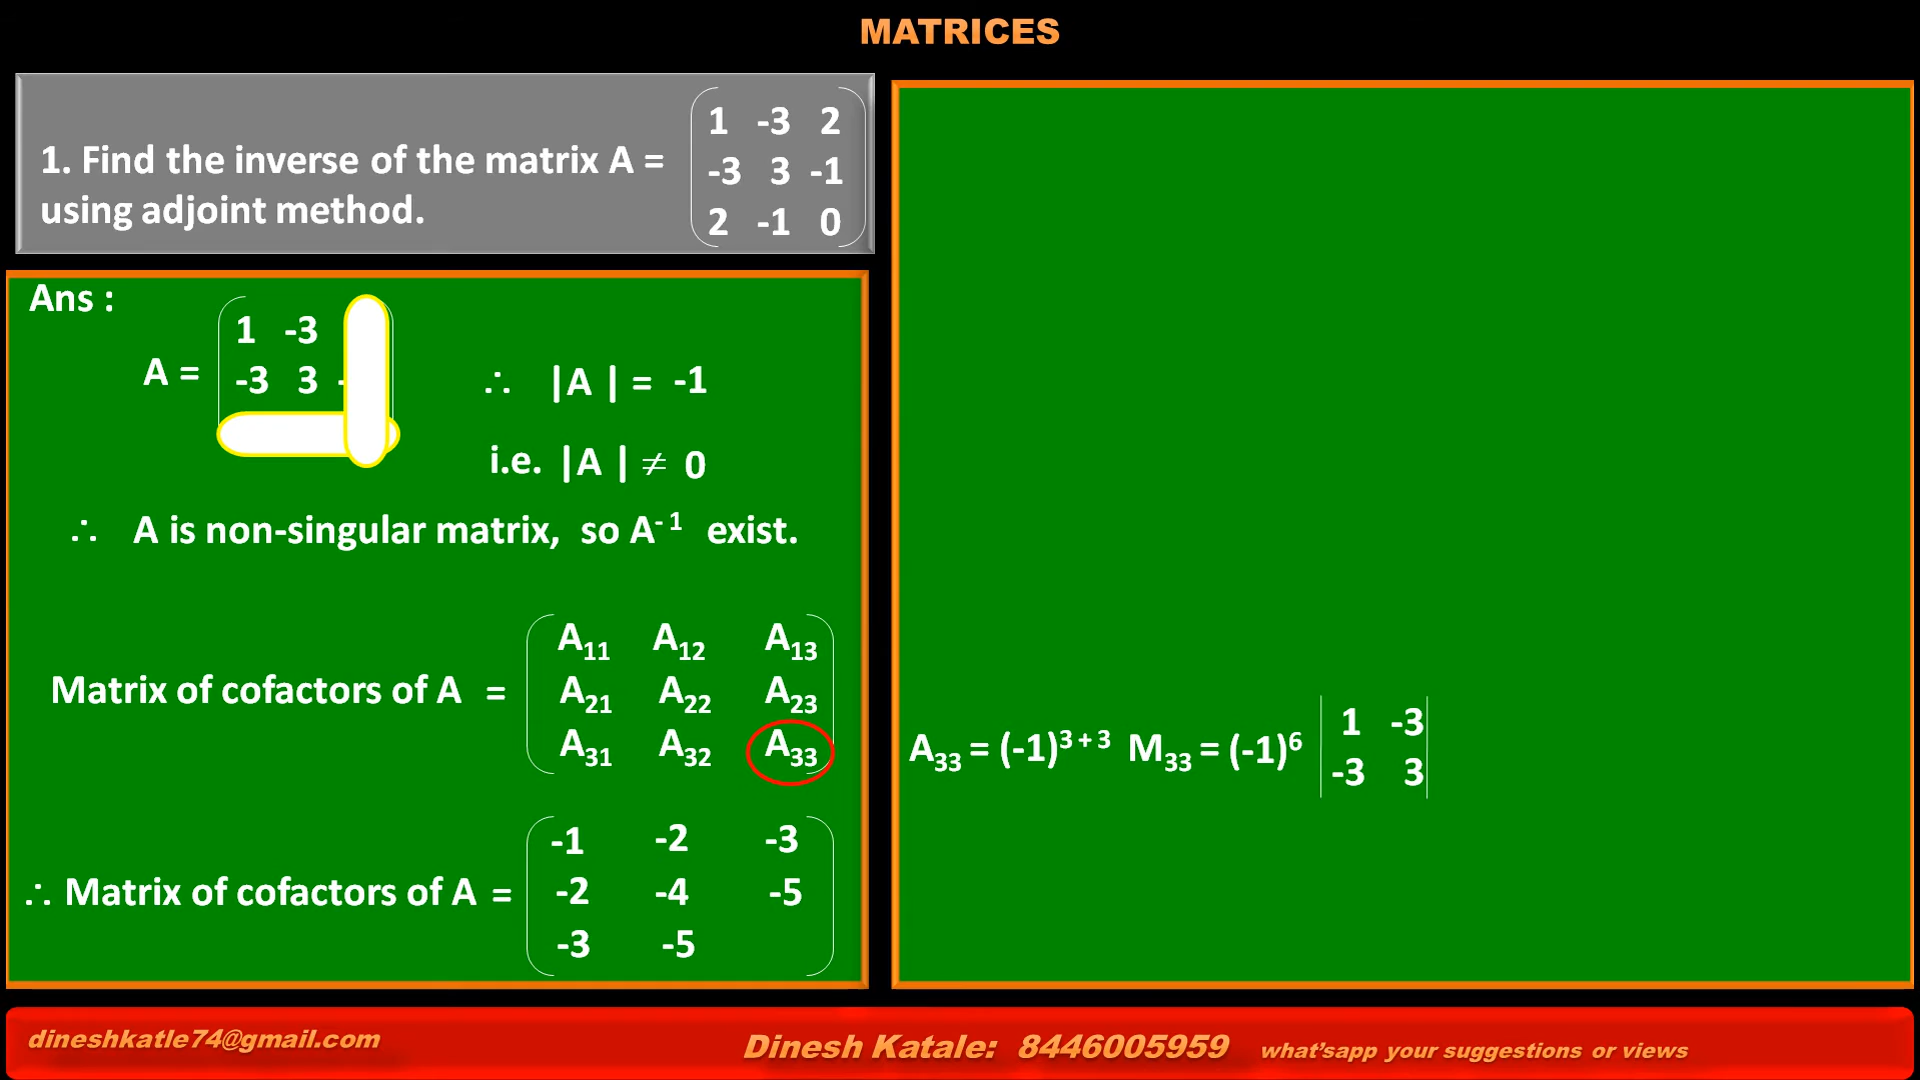 MATRICES
1 -3 2
1. Find the inverse of the matrix A =
-3 3 -1
using adjoint method.
2 -1 0
Ans :
1 -3
A =
-3 3 -
∴ |A | = -1
i.e. |A | ≠ 0
∴ A is non-singular matrix, so A⁻¹ exist.
A₁₁ A₁₂ A₁₃
Matrix of cofactors of A =
A₂₁ A₂₂ A₂₃
A₃₁ A₃₂ A₃₃
-1 -2 -3
∴ Matrix of cofactors of A =
-2 -4 -5
-3 -5
A₃₃ = (-1)³⁺³ M₃₃ = (-1)⁶
1 -3
-3 3
dineshkatle74@gmail.com
Dinesh Katale: 8446005959 what'sapp your suggestions or views